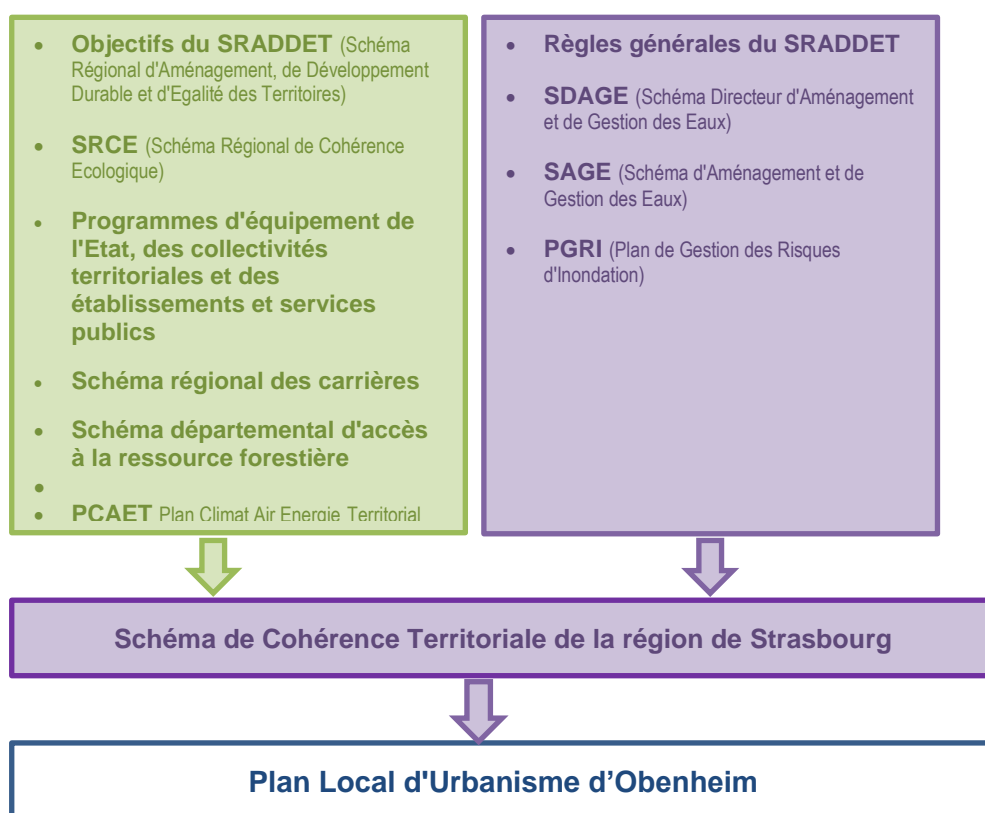 • Objectifs du SRADDET (Schéma
Régional d'Aménagement, de Développement
Durable et d'Egalité des Territoires)
• SRCE (Schéma Régional de Cohérence
Ecologique)
• Programmes d'équipement de
l'Etat, des collectivités
territoriales et des
établissements et services
publics
• Schéma régional des carrières
• Schéma départemental d'accès
à la ressource forestière
•
• PCAET Plan Climat Air Energie Territorial
• Règles générales du SRADDET
• SDAGE (Schéma Directeur d'Aménagement
et de Gestion des Eaux)
• SAGE (Schéma d'Aménagement et de
Gestion des Eaux)
• PGRI (Plan de Gestion des Risques
d'Inondation)
Schéma de Cohérence Territoriale de la région de Strasbourg
Plan Local d'Urbanisme d’Obenheim